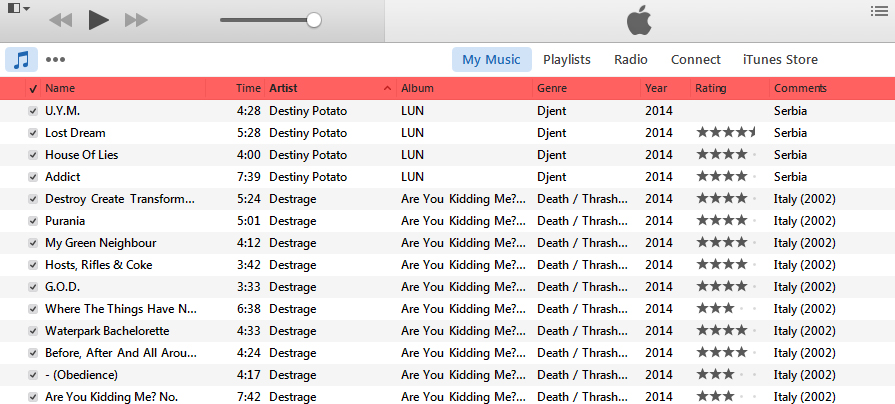 My Music Playlists Radio Connect iTunes Store
Name Time Artist Album Genre Year Rating Comments
U.Y.M. 4:28 Destiny Potato LUN Djent 2014 Serbia
Lost Dream 5:28 Destiny Potato LUN Djent 2014 Serbia
House Of Lies 4:00 Destiny Potato LUN Djent 2014 Serbia
Addict 7:39 Destiny Potato LUN Djent 2014 Serbia
Destroy Create Transform... 5:24 Destrage Are You Kidding Me?... Death / Thrash... 2014 Italy (2002)
Purania 5:01 Destrage Are You Kidding Me?... Death / Thrash... 2014 Italy (2002)
My Green Neighbour 4:12 Destrage Are You Kidding Me?... Death / Thrash... 2014 Italy (2002)
Hosts, Rifles & Coke 3:42 Destrage Are You Kidding Me?... Death / Thrash... 2014 Italy (2002)
G.O.D. 3:33 Destrage Are You Kidding Me?... Death / Thrash... 2014 Italy (2002)
Where The Things Have N... 6:38 Destrage Are You Kidding Me?... Death / Thrash... 2014 Italy (2002)
Waterpark Bachelorette 4:33 Destrage Are You Kidding Me?... Death / Thrash... 2014 Italy (2002)
Before, After And All Arou... 4:24 Destrage Are You Kidding Me?... Death / Thrash... 2014 Italy (2002)
- (Obedience) 4:17 Destrage Are You Kidding Me?... Death / Thrash... 2014 Italy (2002)
Are You Kidding Me? No. 7:42 Destrage Are You Kidding Me?... Death / Thrash... 2014 Italy (2002)